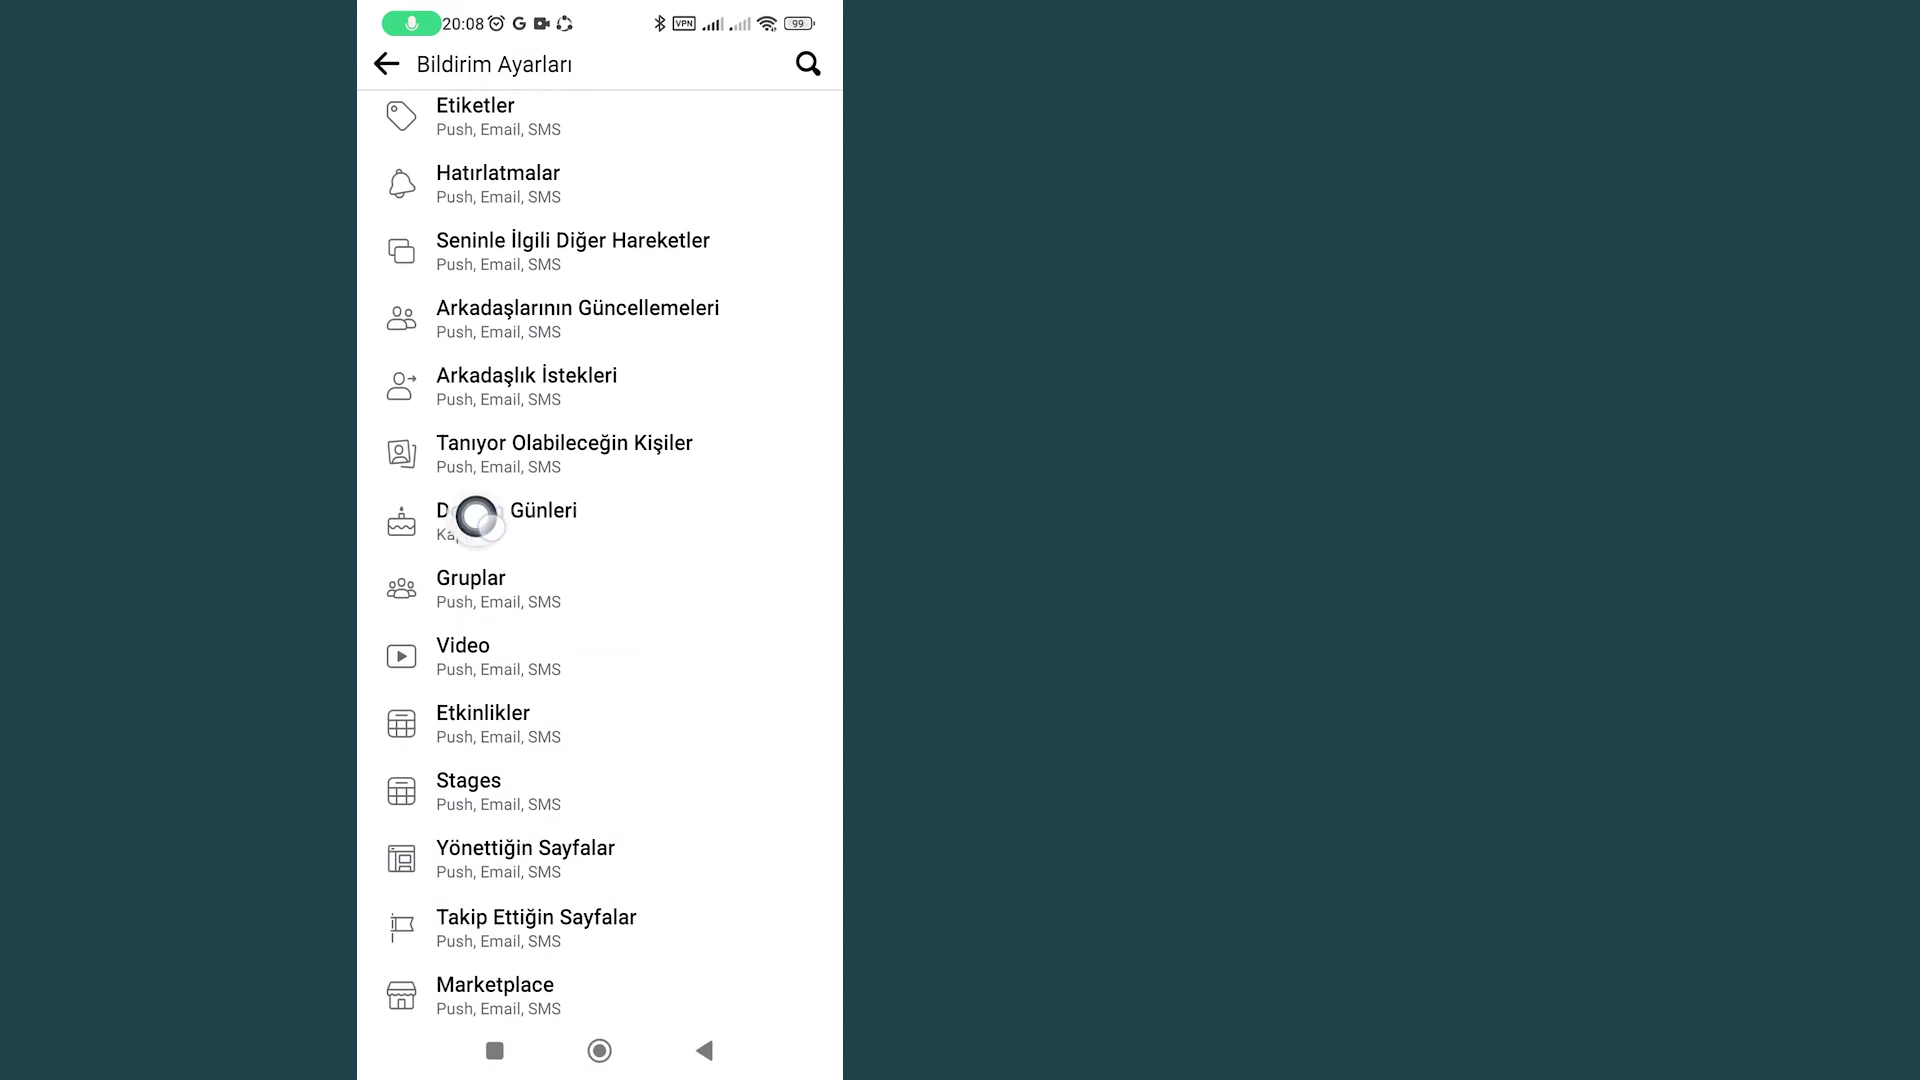 20:08 G VPN 99
Bildirim Ayarları
Etiketler
Push, Email, SMS
Hatırlatmalar
Push, Email, SMS
Seninle İlgili Diğer Hareketler
Push, Email, SMS
Arkadaşlarının Güncellemeleri
Push, Email, SMS
Arkadaşlık İstekleri
Push, Email, SMS
Tanıyor Olabileceğin Kişiler
Push, Email, SMS
Günleri
Gruplar
Push, Email, SMS
Video
Push, Email, SMS
Etkinlikler
Push, Email, SMS
Stages
Push, Email, SMS
Yönettiğin Sayfalar
Push, Email, SMS
Takip Ettiğin Sayfalar
Push, Email, SMS
Marketplace
Push, Email, SMS